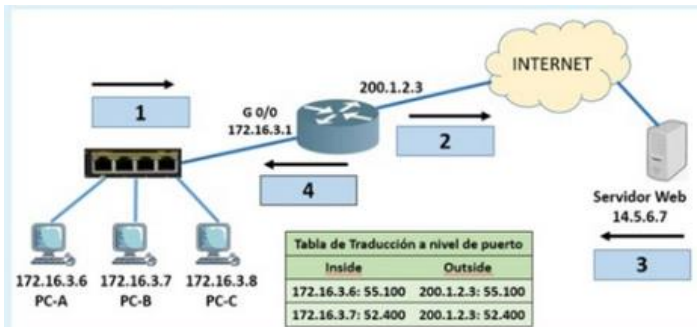 INTERNET
200.1.2.3
1
G 0/0
172.16.3.1
2
4
Servidor Web
14.5.6.7
3
172.16.3.6
PC-A
172.16.3.7
PC-B
172.16.3.8
PC-C
Tabla de Traducción a nivel de puerto
Inside Outside
172.16.3.6: 55.100 200.1.2.3: 55.100
172.16.3.7: 52.400 200.1.2.3: 52.400